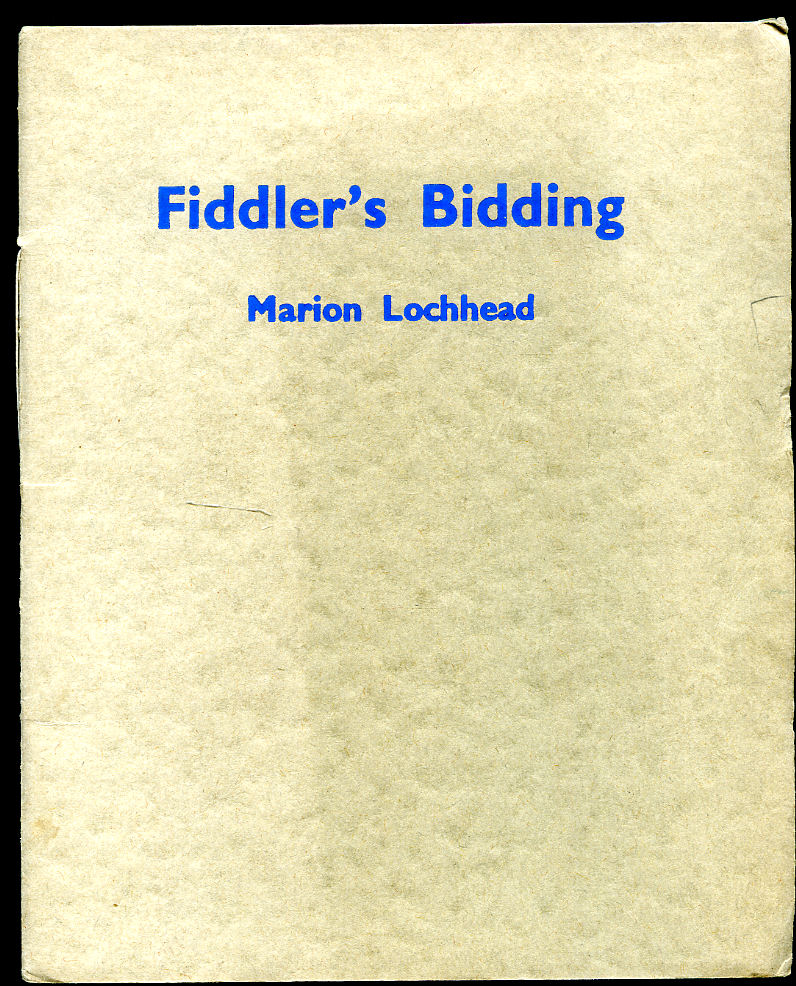 Fiddler’s Bidding
Marion Lochhead